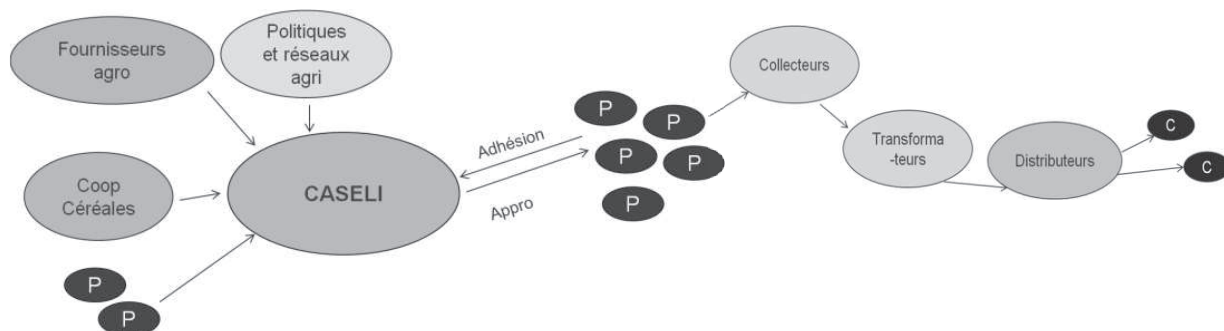 Fournisseurs
agro
Politiques
et réseaux
agri
Coop
Céréales
P
P
CASELI
Adhésion
Appro
P
P
P
P
P
Collecteurs
Transforma
-teurs
Distributeurs
C
C